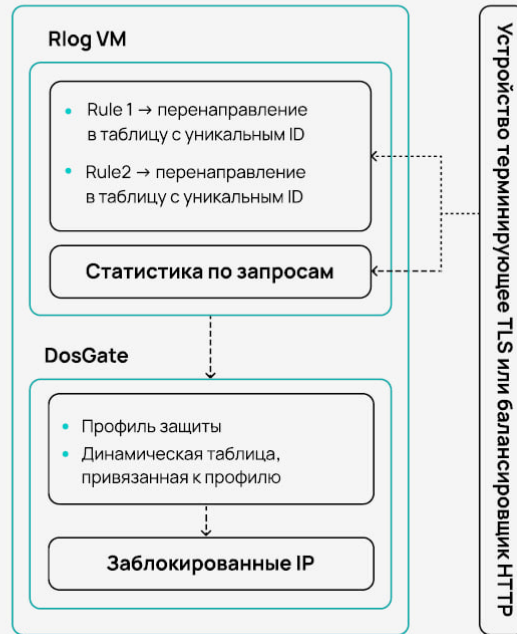 Rlog VM
Rule 1 → перенаправление
в таблицу с уникальным ID
Rule2 → перенаправление
в таблицу с уникальным ID
Статистика по запросам
DosGate
Профиль защиты
Динамическая таблица,
привязанная к профилю
Заблокированные IP
Устройство терминирующее TLS или балансировщик HTTP